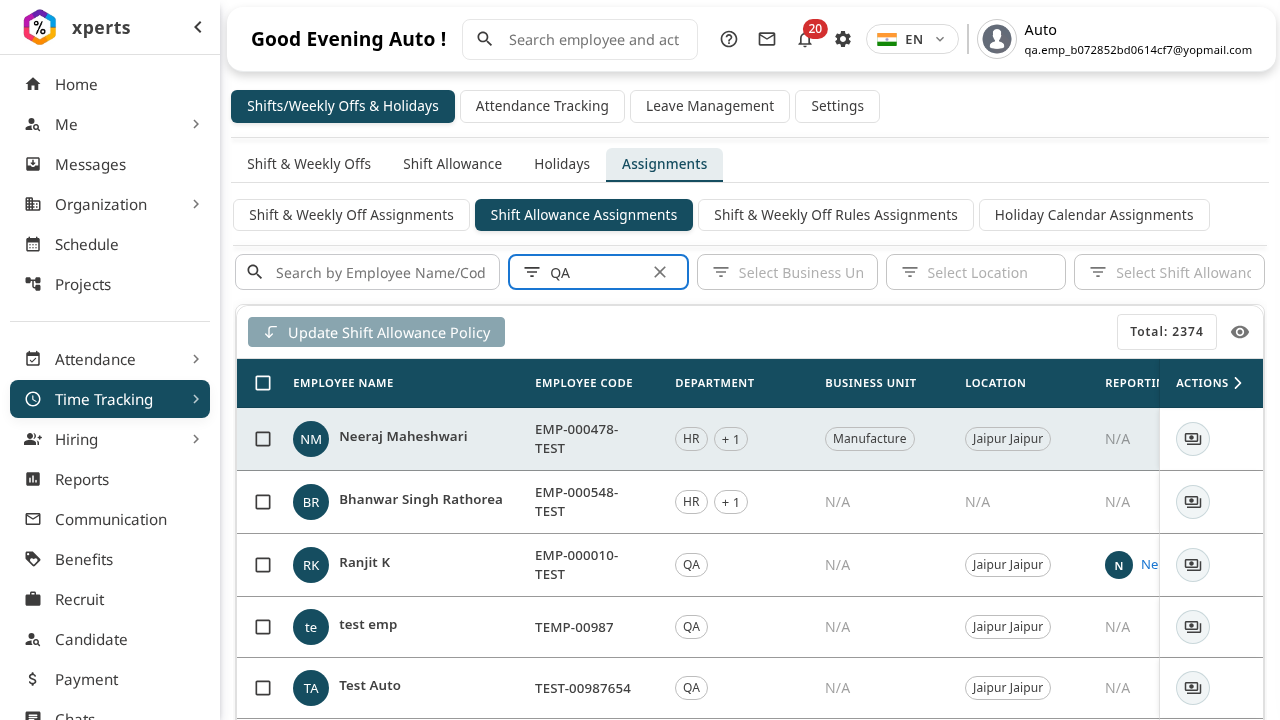 xperts
Good Evening Auto !
Search employee and act
20
EN
Auto
qa.emp_b072852bd0614cf7@yopmail.com
Home
Me
Messages
Organization
Schedule
Projects
Attendance
Time Tracking
Hiring
Reports
Communication
Benefits
Recruit
Candidate
Payment
Chats
Shifts/Weekly Offs & Holidays
Attendance Tracking
Leave Management
Settings
Shift & Weekly Offs
Shift Allowance
Holidays
Assignments
Shift & Weekly Off Assignments
Shift Allowance Assignments
Shift & Weekly Off Rules Assignments
Holiday Calendar Assignments
Search by Employee Name/Cod
QA
Select Business Un
Select Location
Select Shift Allowanc
Update Shift Allowance Policy
Total: 2374
EMPLOYEE NAME
EMPLOYEE CODE
DEPARTMENT
BUSINESS UNIT
LOCATION
REPORTIN
ACTIONS
NM
Neeraj Maheshwari
EMP-000478-
TEST
HR
+ 1
Manufacture
Jaipur Jaipur
N/A
BR
Bhanwar Singh Rathorea
EMP-000548-
TEST
HR
+ 1
N/A
N/A
N/A
RK
Ranjit K
EMP-000010-
TEST
QA
N/A
Jaipur Jaipur
N
Ne
te
test emp
TEMP-00987
QA
N/A
Jaipur Jaipur
N/A
TA
Test Auto
TEST-00987654
QA
N/A
Jaipur Jaipur
N/A